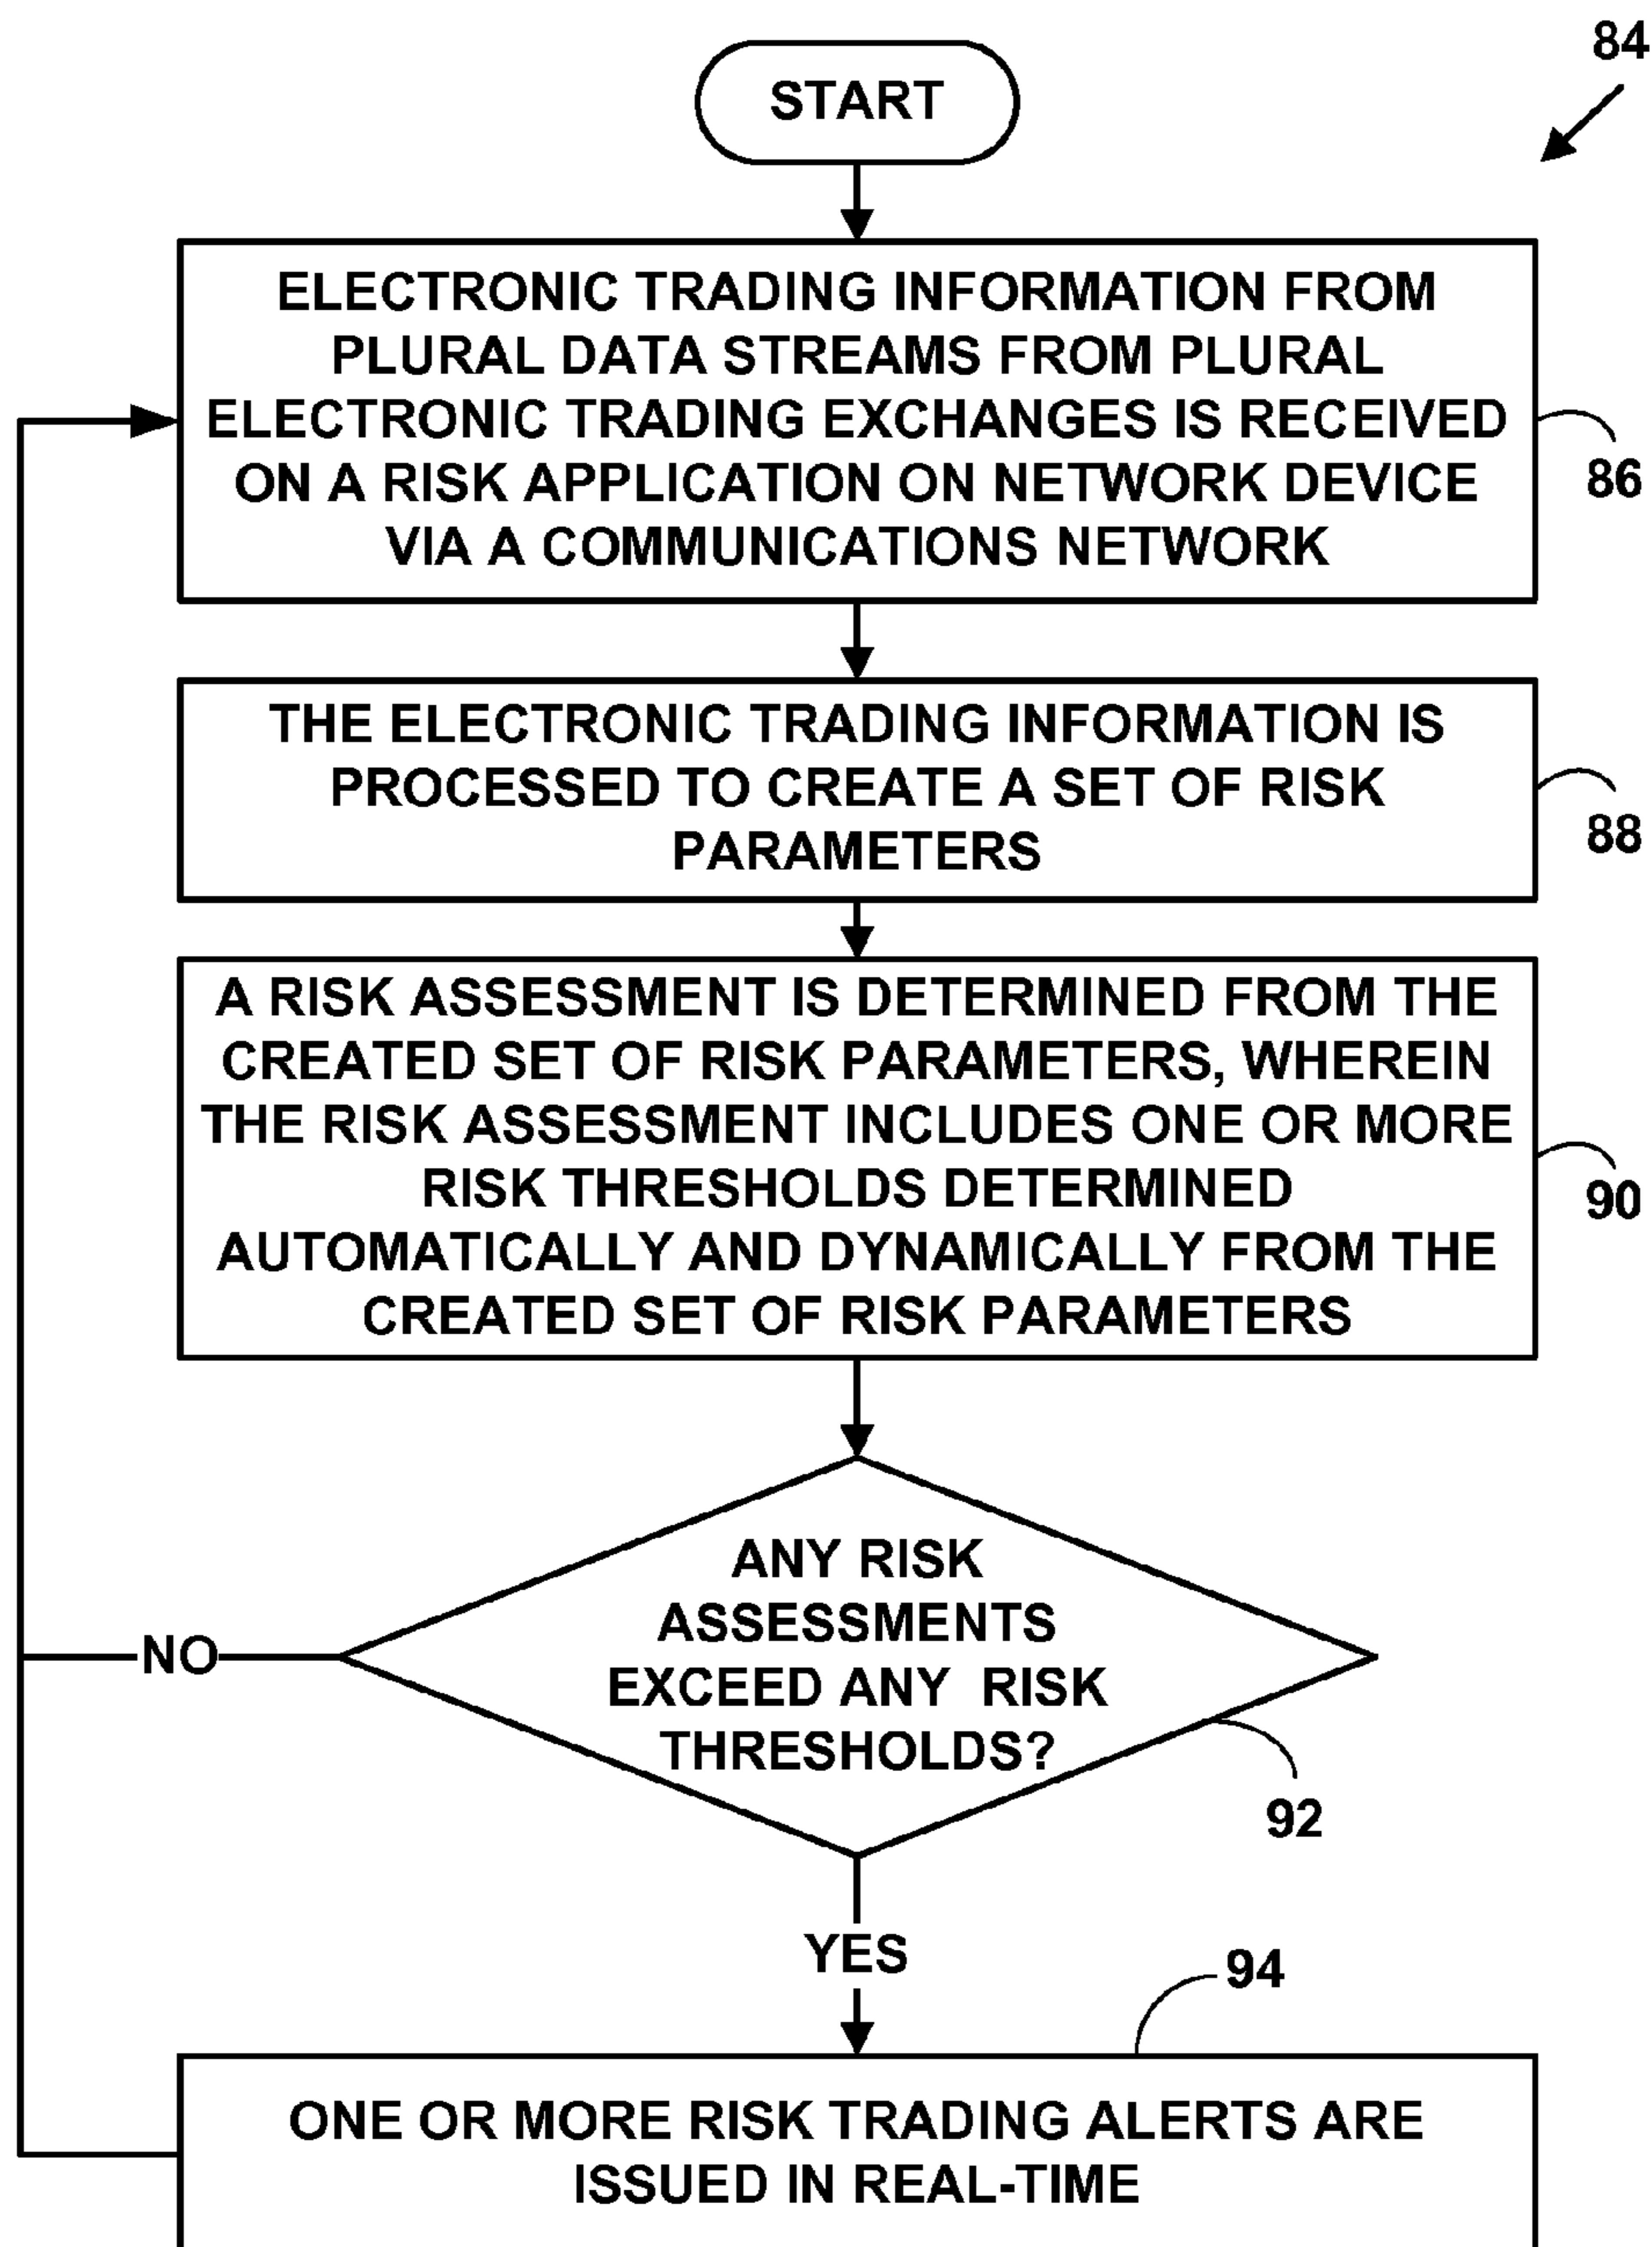 84
START
ELECTRONIC TRADING INFORMATION FROM
PLURAL DATA STREAMS FROM PLURAL
ELECTRONIC TRADING EXCHANGES IS RECEIVED
ON A RISK APPLICATION ON NETWORK DEVICE
VIA A COMMUNICATIONS NETWORK
86
THE ELECTRONIC TRADING INFORMATION IS
PROCESSED TO CREATE A SET OF RISK
PARAMETERS
88
A RISK ASSESSMENT IS DETERMINED FROM THE
CREATED SET OF RISK PARAMETERS, WHEREIN
THE RISK ASSESSMENT INCLUDES ONE OR MORE
RISK THRESHOLDS DETERMINED
AUTOMATICALLY AND DYNAMICALLY FROM THE
CREATED SET OF RISK PARAMETERS
90
ANY RISK
ASSESSMENTS
EXCEED ANY RISK
THRESHOLDS?
NO
92
YES
94
ONE OR MORE RISK TRADING ALERTS ARE
ISSUED IN REAL-TIME